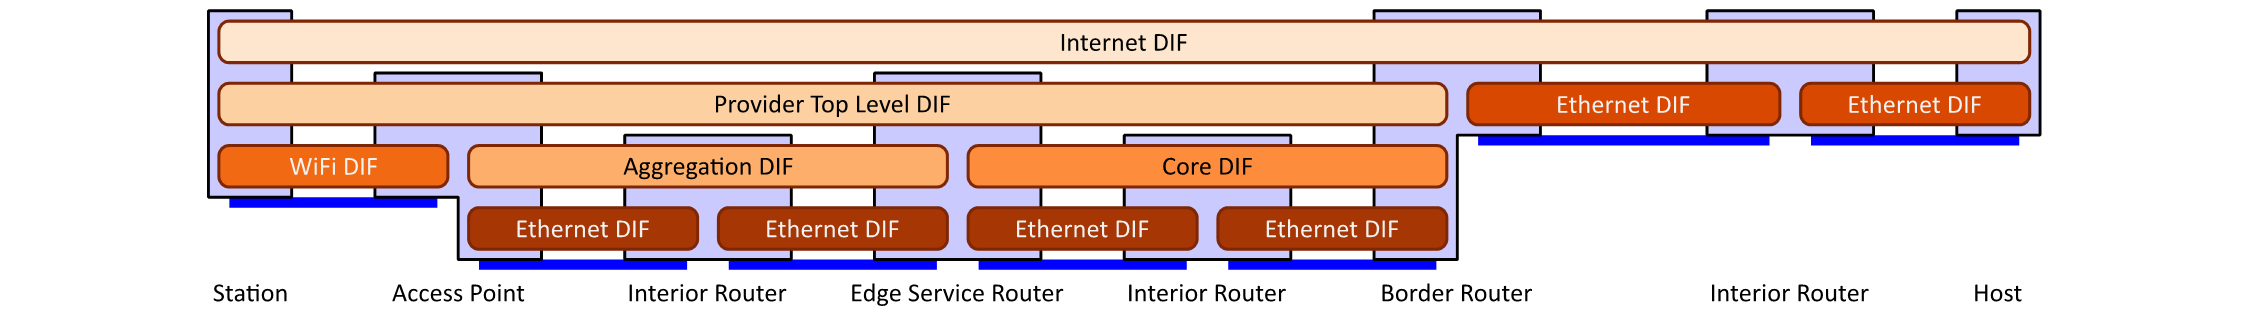 Internet DIF
Provider Top Level DIF
Ethernet DIF
Ethernet DIF
WiFi DIF
Aggregation DIF
Core DIF
Ethernet DIF
Ethernet DIF
Ethernet DIF
Ethernet DIF
Station
Access Point
Interior Router
Edge Service Router
Interior Router
Border Router
Interior Router
Host